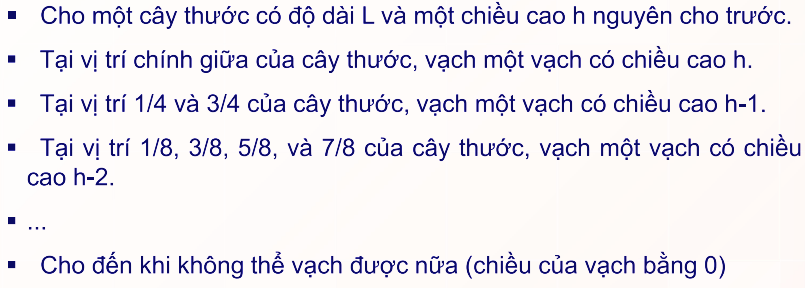 ▪ Cho một cây thước có độ dài L và một chiều cao h nguyên cho trước.
▪ Tại vị trí chính giữa của cây thước, vạch một vạch có chiều cao h.
▪ Tại vị trí 1/4 và 3/4 của cây thước, vạch một vạch có chiều cao h-1.
▪ Tại vị trí 1/8, 3/8, 5/8, và 7/8 của cây thước, vạch một vạch có chiều
cao h-2.
▪ ...
▪ Cho đến khi không thể vạch được nữa (chiều của vạch bằng 0)